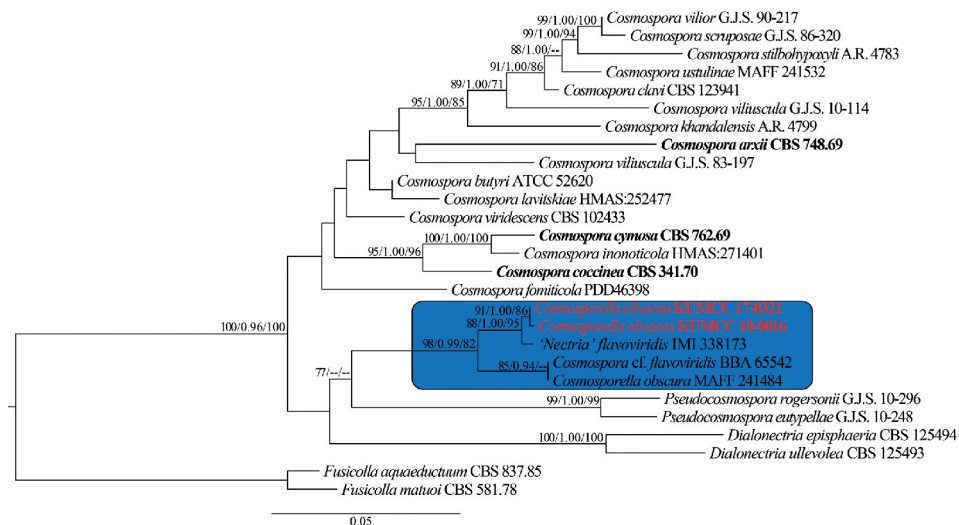 99/1.00/100
Cosmospora vilior G.J.S. 90-217
Cosmospora scruposae G.J.S. 86-320
99/1.00/94
Cosmospora stilbohypoxyli A.R. 4783
88/1.00/--
Cosmospora ustulinae MAFF 241532
91/1.00/86
Cosmospora clavi CBS 123941
89/1.00/71
Cosmospora viliuscula G.J.S. 10-114
95/1.00/85
Cosmospora khandalensis A.R. 4799
Cosmospora arxii CBS 748.69
Cosmospora viliuscula G.J.S. 83-197
Cosmospora butyri ATCC 52620
Cosmospora lavitskiae HMAS:252477
Cosmospora viridescens CBS 102433
100/1.00/100
Cosmospora cymosa CBS 762.69
95/1.00/96
Cosmospora inonoticola HMAS:271401
Cosmospora coccinea CBS 341.70
Cosmospora fomiticola PDD46398
91/1.00/86
Cosmosporella olivacea KUMCC 17-0321
100/0.96/100
88/1.00/95
Cosmosporella olivacea KUMCC 18-0016
98/0.99/82
'Nectria' flavoviridis IMI 338173
85/0.94/--
Cosmospora cf. flavoviridis BBA 65542
77/--/--
Cosmosporella obscura MAFF 241484
99/1.00/99
Pseudocosmospora rogersonii G.J.S. 10-296
Pseudocosmospora eutypellae G.J.S. 10-248
100/1.00/100
Dialonectria episphaeria CBS 125494
Dialonectria ullevolea CBS 125493
Fusicolla aquaeductuum CBS 837.85
Fusicolla matuoi CBS 581.78
0.05